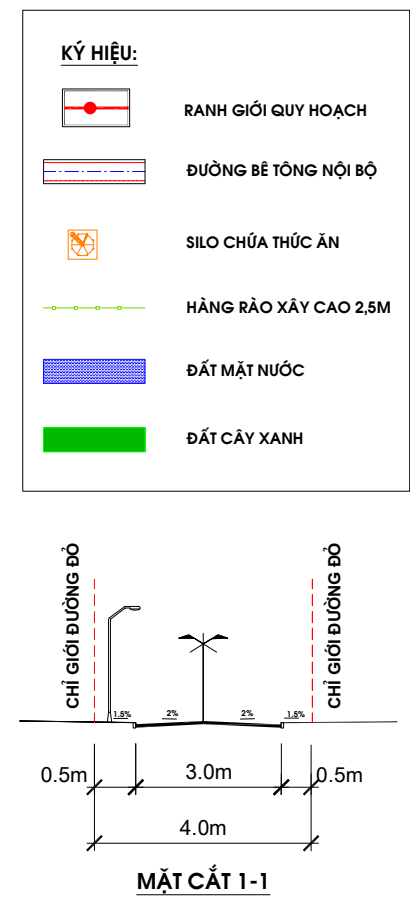 KÝ HIỆU:
RANH GIỚI QUY HOẠCH
ĐƯỜNG BÊ TÔNG NỘI BỘ
SILO CHỨA THỨC ĂN
HÀNG RÀO XÂY CAO 2,5M
ĐẤT MẶT NƯỚC
ĐẤT CÂY XANH
CHỈ GIỚI ĐƯỜNG ĐỎ
CHỈ GIỚI ĐƯỜNG ĐỎ
1.5% 2% 2% 1.5%
0.5m 3.0m 0.5m
4.0m
MẶT CẮT 1-1